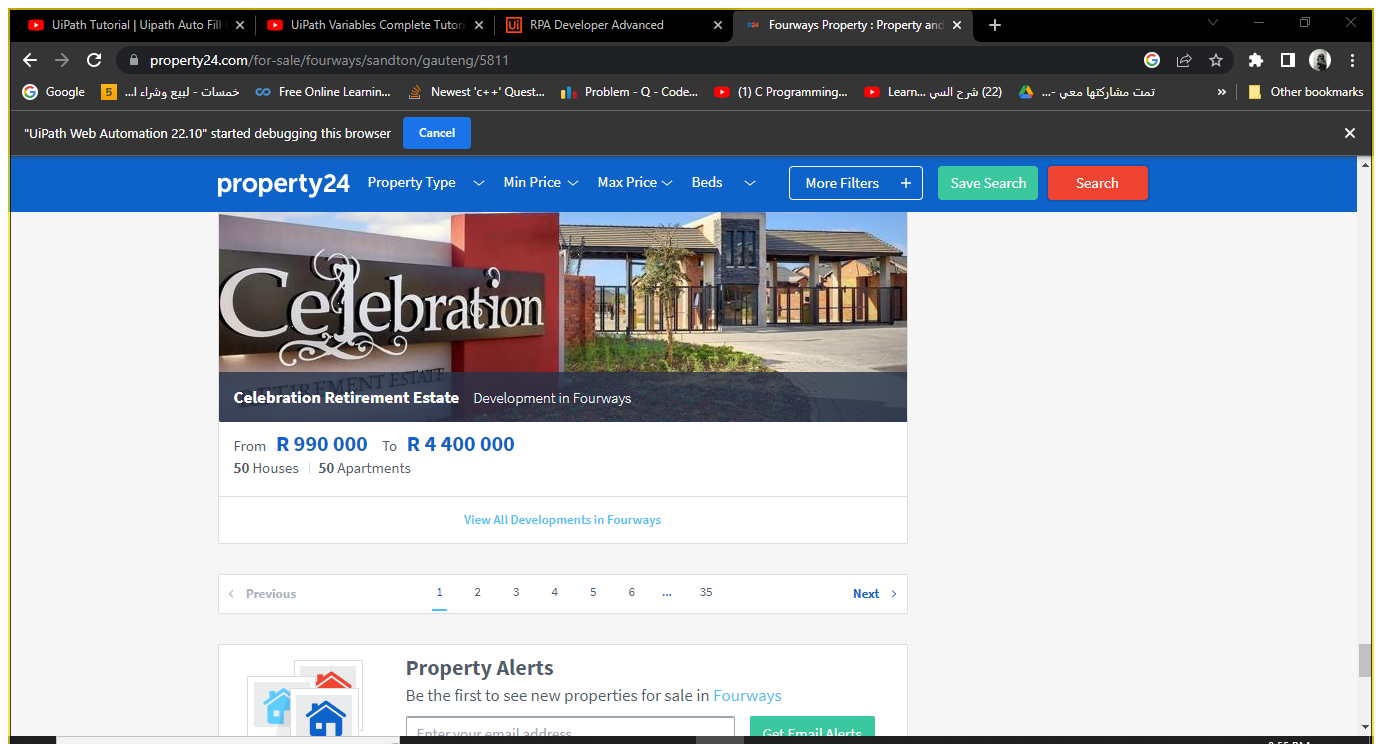 UiPath Tutorial | Uipath Auto Fill
UiPath Variables Complete Tutori
RPA Developer Advanced
Fourways Property : Property and
property24.com/for-sale/fourways/sandton/gauteng/5811
Google
خمسات - لبيع وشراء ا...
Free Online Learnin...
Newest 'c++' Quest...
Problem - Q - Code...
(1) C Programming...
(22) شرح السي ...Learn
تمت مشاركتها معي -...
»
Other bookmarks
"UiPath Web Automation 22.10" started debugging this browser
Cancel
property24
Property Type
Min Price
Max Price
Beds
More Filters +
Save Search
Search
Celebration
RETIREMENT ESTATE
Celebration Retirement Estate Development in Fourways
From R 990 000 To R 4 400 000
50 Houses | 50 Apartments
View All Developments in Fourways
< Previous 1 2 3 4 5 6 ... 35 Next >
Property Alerts
Be the first to see new properties for sale in Fourways
Enter your email address
Get Email Alerts